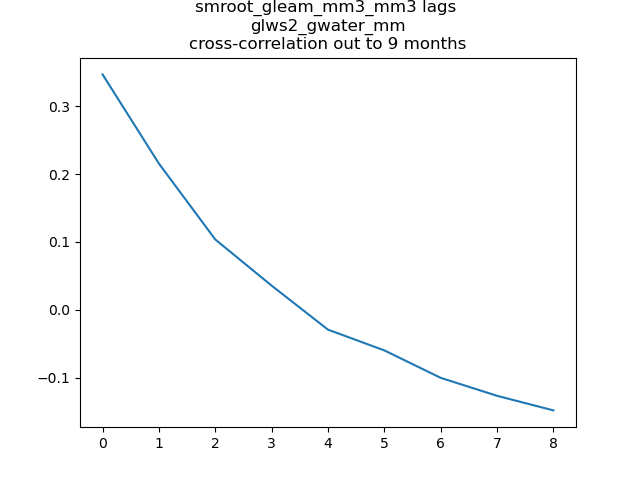 smroot_gleam_mm3_mm3 lags
glws2_gwater_mm
cross-correlation out to 9 months
0.3
0.2
0.1
0.0
−0.1
0 1 2 3 4 5 6 7 8